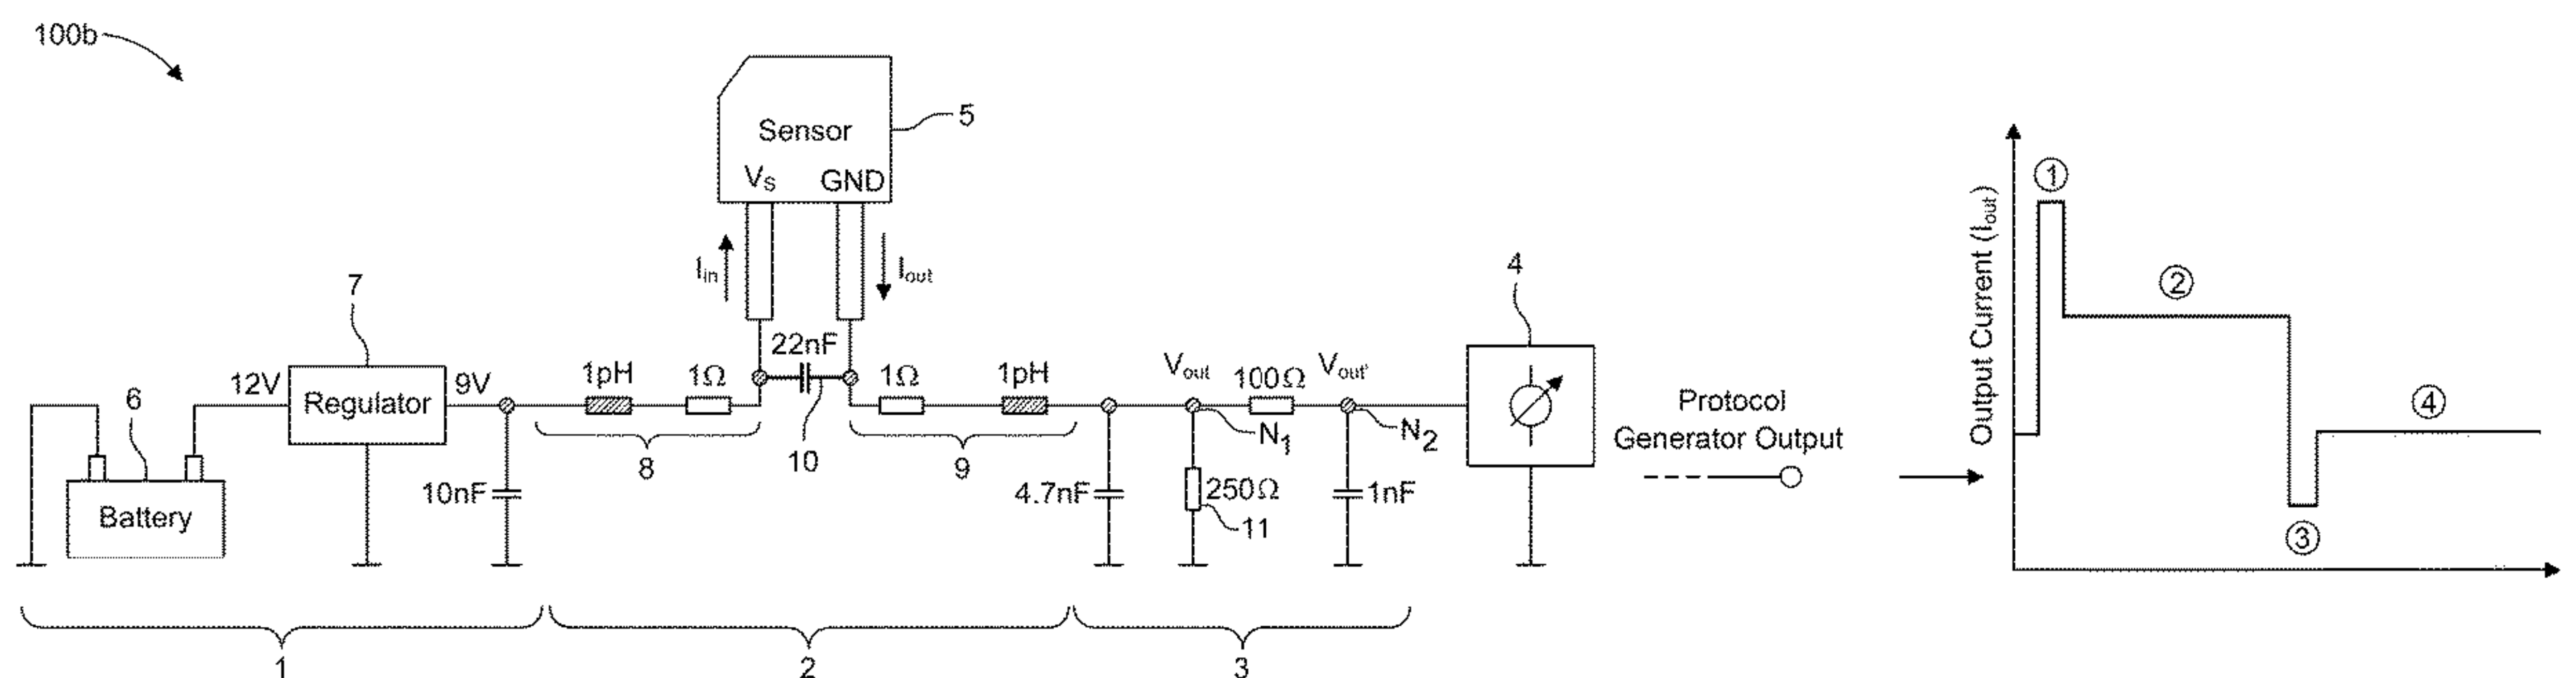 100b
Sensor
5
Vs
GND
Iin
Iout
7
4
22nF
12V
Regulator
9V
1pH
1Ω
10
1Ω
1pH
Vout
100Ω
Vout'
N1
N2
6
Battery
10nF
8
9
4.7nF
250Ω
11
1nF
Protocol
Generator Output
Output Current (Iout)
①
②
③
④
1
2
3